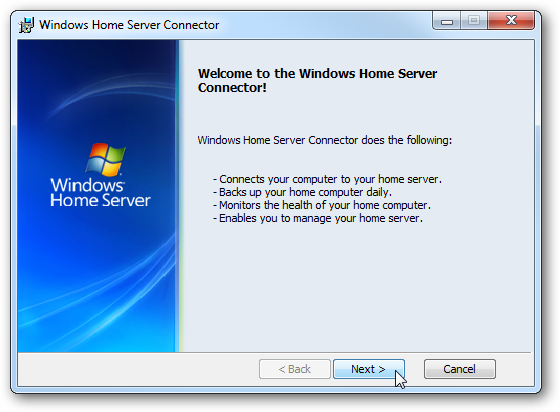 Windows Home Server Connector
Welcome to the Windows Home Server
Connector!
Windows Home Server Connector does the following:
- Connects your computer to your home server.
- Backs up your home computer daily.
- Monitors the health of your home computer.
- Enables you to manage your home server.
Windows
Home Server
< Back
Next >
Cancel